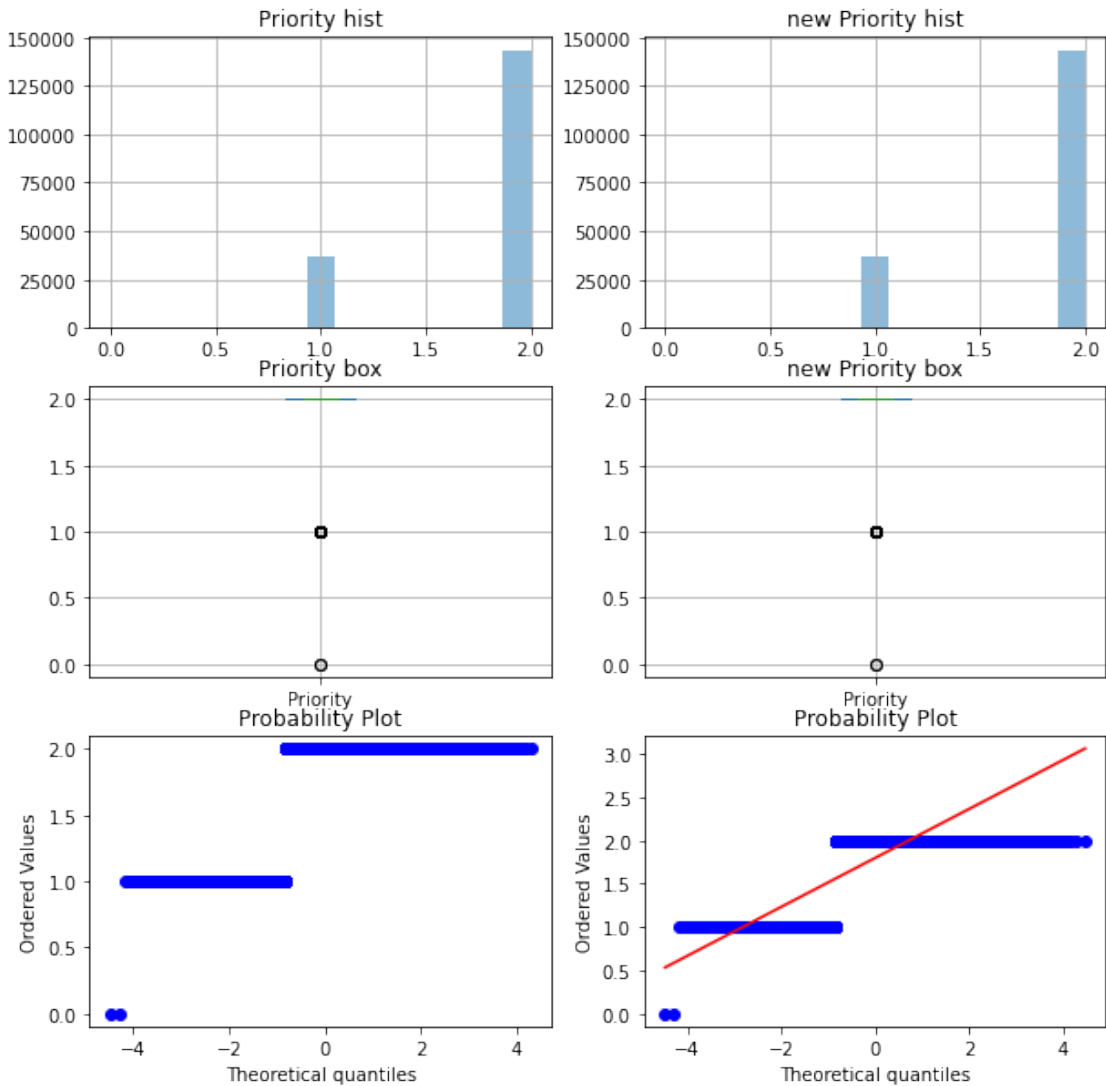 Priority hist
new Priority hist
150000
125000
100000
75000
50000
25000
0
0.0 0.5 1.0 1.5 2.0
150000
125000
100000
75000
50000
25000
0
0.0 0.5 1.0 1.5 2.0
Priority box
new Priority box
2.0
1.5
1.0
0.5
0.0
Priority
2.0
1.5
1.0
0.5
0.0
Priority
Probability Plot
Probability Plot
Ordered Values
2.0
1.5
1.0
0.5
0.0
−4 −2 0 2 4
Theoretical quantiles
Ordered Values
3.0
2.5
2.0
1.5
1.0
0.5
0.0
−4 −2 0 2 4
Theoretical quantiles